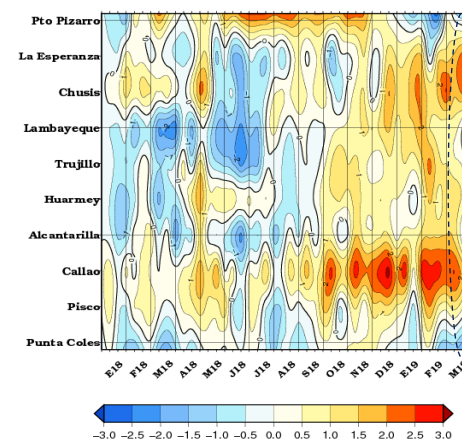 Pto Pizarro
La Esperanza
Chusis
Lambayeque
Trujillo
Huarmey
Alcantarilla
Callao
Pisco
Punta Coles
E18 F18 M18 A18 M18 J18 J18 A18 S18 O18 N18 D18 E19 F19
-3.0 -2.5 -2.0 -1.5 -1.0 -0.5 0.0 0.5 1.0 1.5 2.0 2.5 3.0